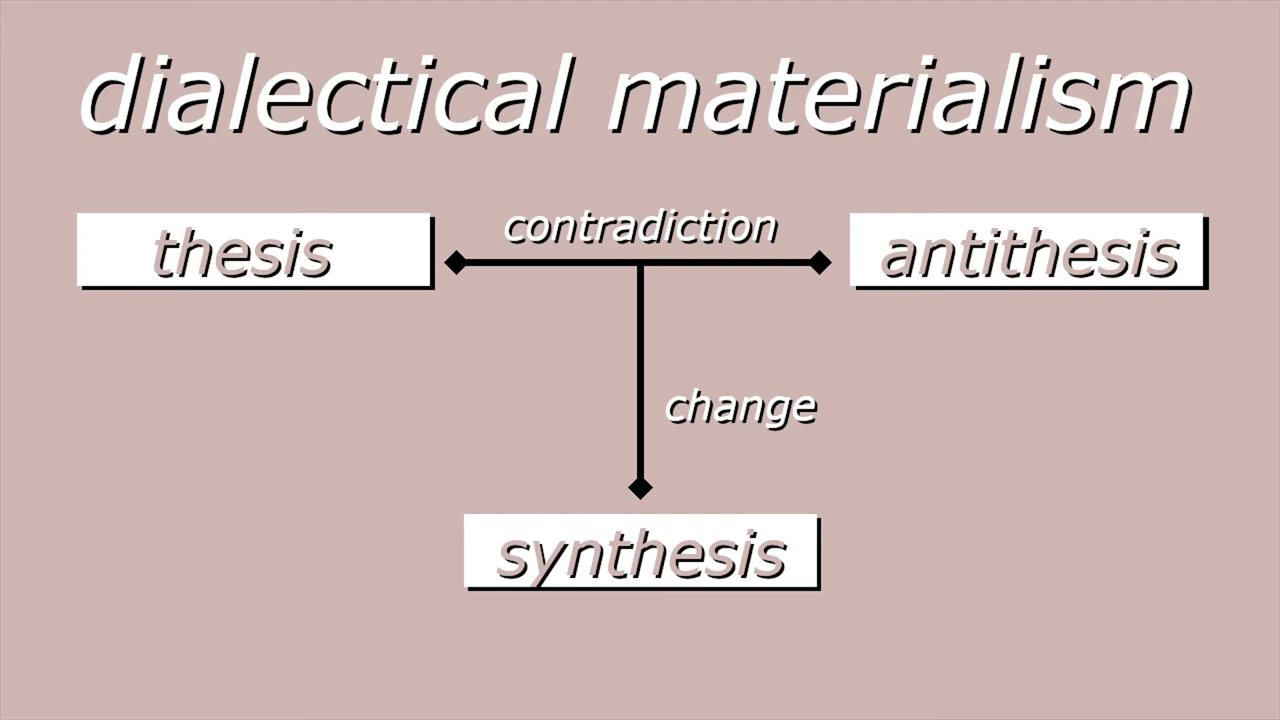 dialectical materialism
contradiction
thesis
antithesis
change
synthesis